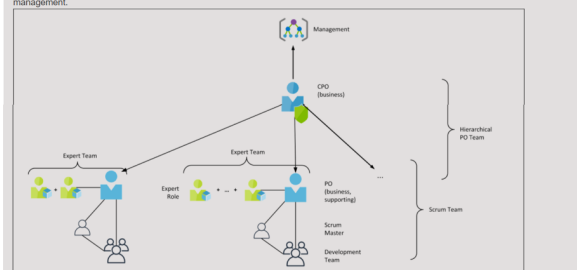 management.
Management
CPO
(business)
Hierarchical
PO Team
Expert Team
Expert Team
Expert
Role
+
+ ... +
PO
(business,
supporting)
...
Scrum Team
Scrum
Master
Development
Team